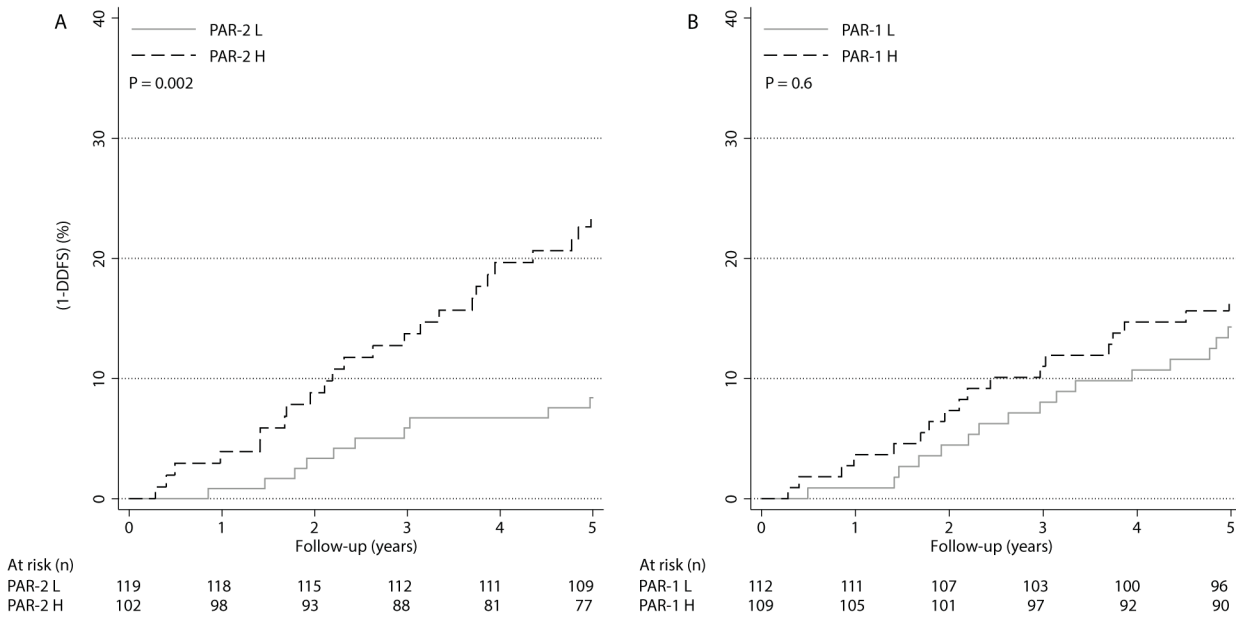 A
PAR-2 L
PAR-2 H
P = 0.002
(1-DDFS) (%)
40
30
20
10
0
0 1 2 3 4 5
Follow-up (years)
At risk (n)
PAR-2 L 119 118 115 112 111 109
PAR-2 H 102 98 93 88 81 77
B
PAR-1 L
PAR-1 H
P = 0.6
40
30
20
10
0
0 1 2 3 4 5
Follow-up (years)
At risk (n)
PAR-1 L 112 111 107 103 100 96
PAR-1 H 109 105 101 97 92 90